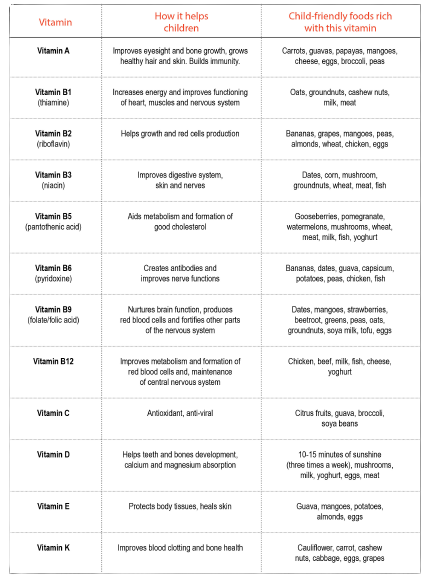 Vitamin
How it helps
children
Child-friendly foods rich
with this vitamin
Vitamin A
Improves eyesight and bone growth, grows
healthy hair and skin. Builds immunity.
Carrots, guavas, papayas, mangoes,
cheese, eggs, broccoli, peas
Vitamin B1
(thiamine)
Increases energy and improves functioning
of heart, muscles and nervous system
Oats, groundnuts, cashew nuts,
milk, meat
Vitamin B2
(riboflavin)
Helps growth and red cells production
Bananas, grapes, mangoes, peas,
almonds, wheat, chicken, eggs
Vitamin B3
(niacin)
Improves digestive system,
skin and nerves
Dates, corn, mushroom,
groundnuts, wheat, meat, fish
Vitamin B5
(pantothenic acid)
Aids metabolism and formation of
good cholesterol
Gooseberries, pomegranate,
watermelons, mushrooms, wheat,
meat, milk, fish, yoghurt
Vitamin B6
(pyridoxine)
Creates antibodies and
improves nerve functions
Bananas, dates, guava, capsicum,
potatoes, peas, chicken, fish
Vitamin B9
(folate/folic acid)
Nurtures brain function, produces
red blood cells and fortifies other parts
of the nervous system
Dates, mangoes, strawberries,
beetroot, greens, peas, oats,
groundnuts, soya milk, tofu, eggs
Vitamin B12
Improves metabolism and formation of
red blood cells and, maintenance
of central nervous system
Chicken, beef, milk, fish, cheese,
yoghurt
Vitamin C
Antioxidant, anti-viral
Citrus fruits, guava, broccoli,
soya beans
Vitamin D
Helps teeth and bones development,
calcium and magnesium absorption
10-15 minutes of sunshine
(three times a week), mushrooms,
milk, yoghurt, eggs, meat
Vitamin E
Protects body tissues, heals skin
Guava, mangoes, potatoes,
almonds, eggs
Vitamin K
Improves blood clotting and bone health
Cauliflower, carrot, cashew
nuts, cabbage, eggs, grapes